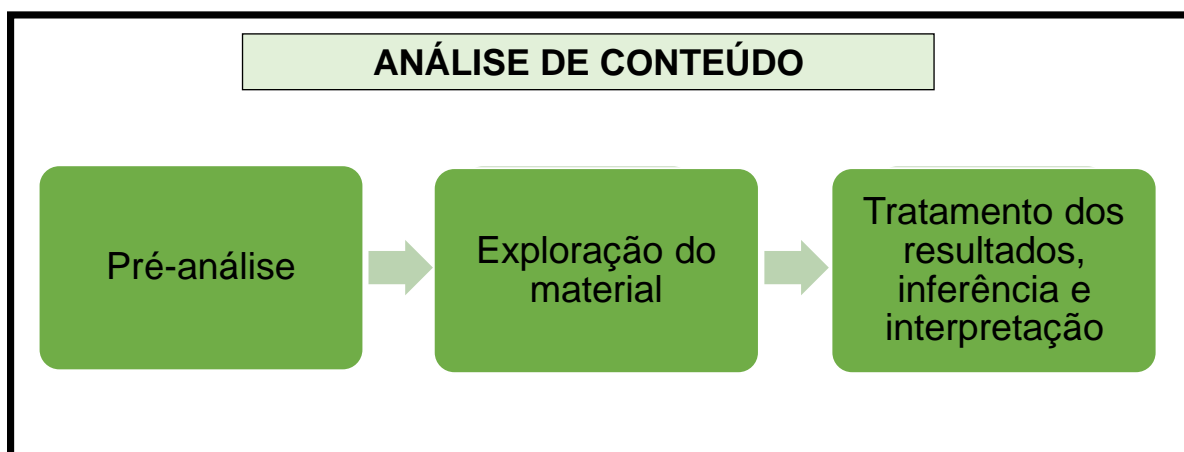 ANÁLISE DE CONTEÚDO
Pré-análise
Exploração do
material
Tratamento dos
resultados,
inferência e
interpretação